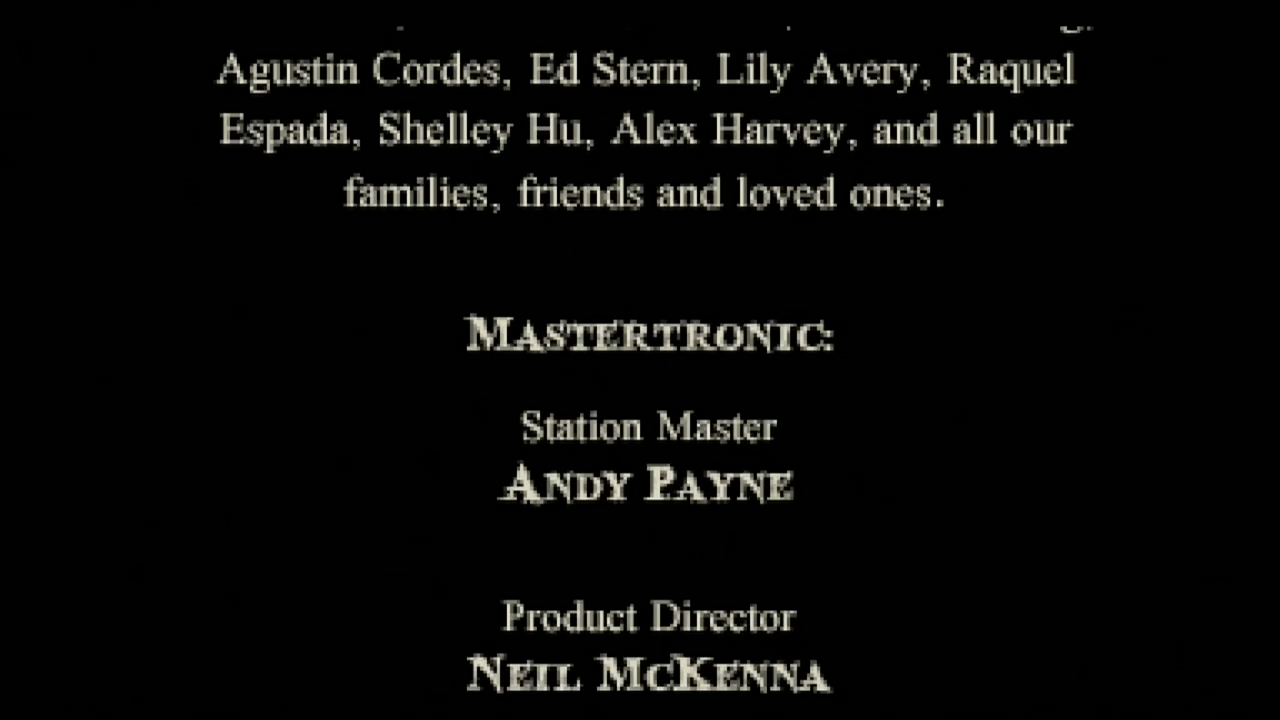 Agustin Cordes, Ed Stern, Lily Avery, Raquel
Espada, Shelley Hu, Alex Harvey, and all our
families, friends and loved ones.
MASTERTRONIC:
Station Master
ANDY PAYNE
Product Director
NEIL MCKENNA